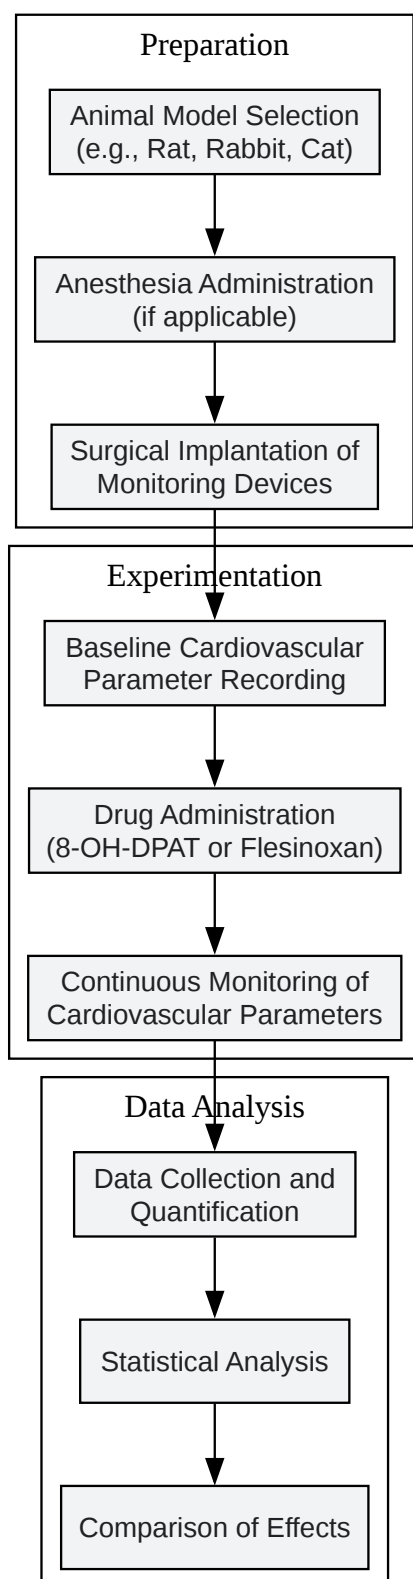 Preparation
Animal Model Selection
(e.g., Rat, Rabbit, Cat)
Anesthesia Administration
(if applicable)
Surgical Implantation of
Monitoring Devices
Experimentation
Baseline Cardiovascular
Parameter Recording
Drug Administration
(8-OH-DPAT or Flesinoxan)
Continuous Monitoring of
Cardiovascular Parameters
Data Analysis
Data Collection and
Quantification
Statistical Analysis
Comparison of Effects